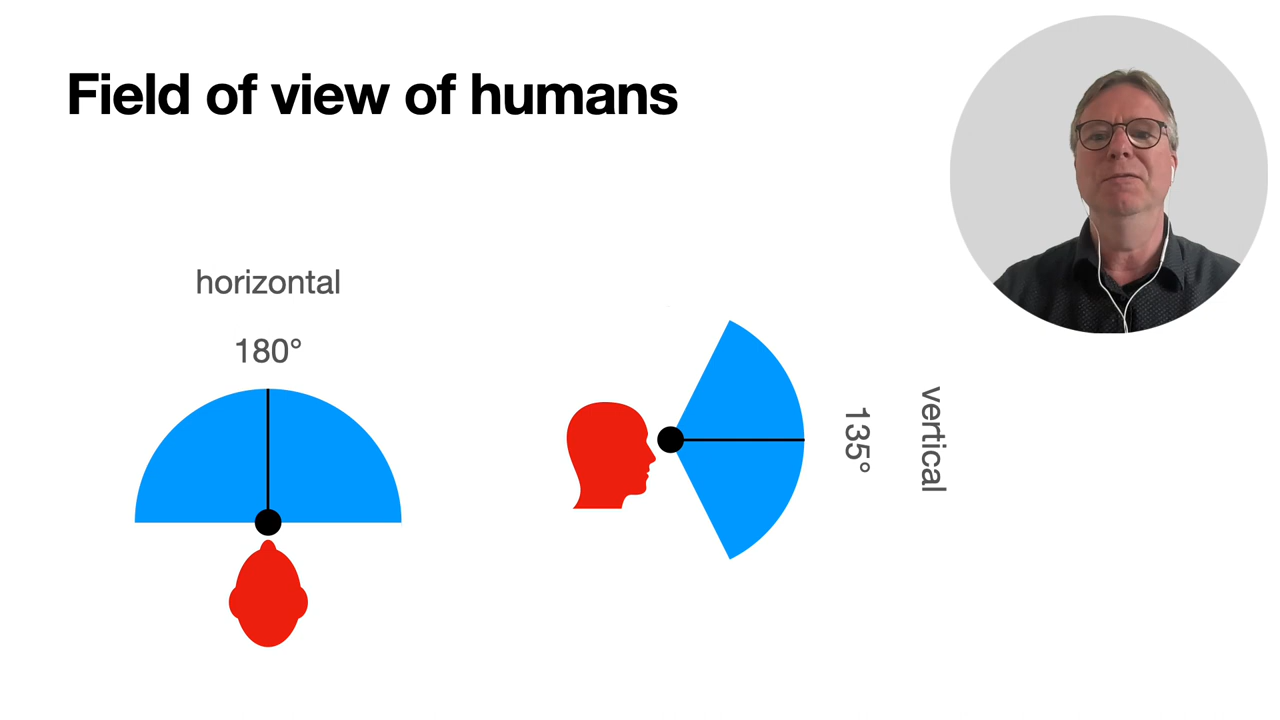 Field of view of humans
horizontal
180°
135°
vertical